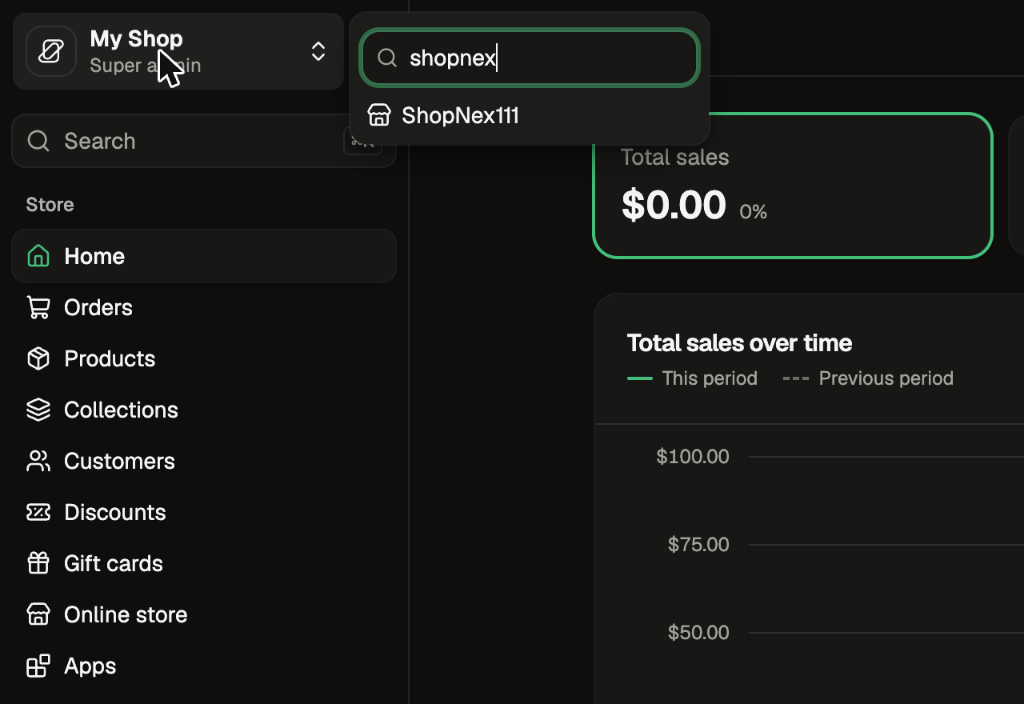 My Shop
Super
shopnex
ShopNex111
Search
Total sales
$0.00 0%
Store
Home
Orders
Products
Collections
Customers
Discounts
Gift cards
Online store
Apps
Total sales over time
This period
Previous period
$100.00
$75.00
$50.00